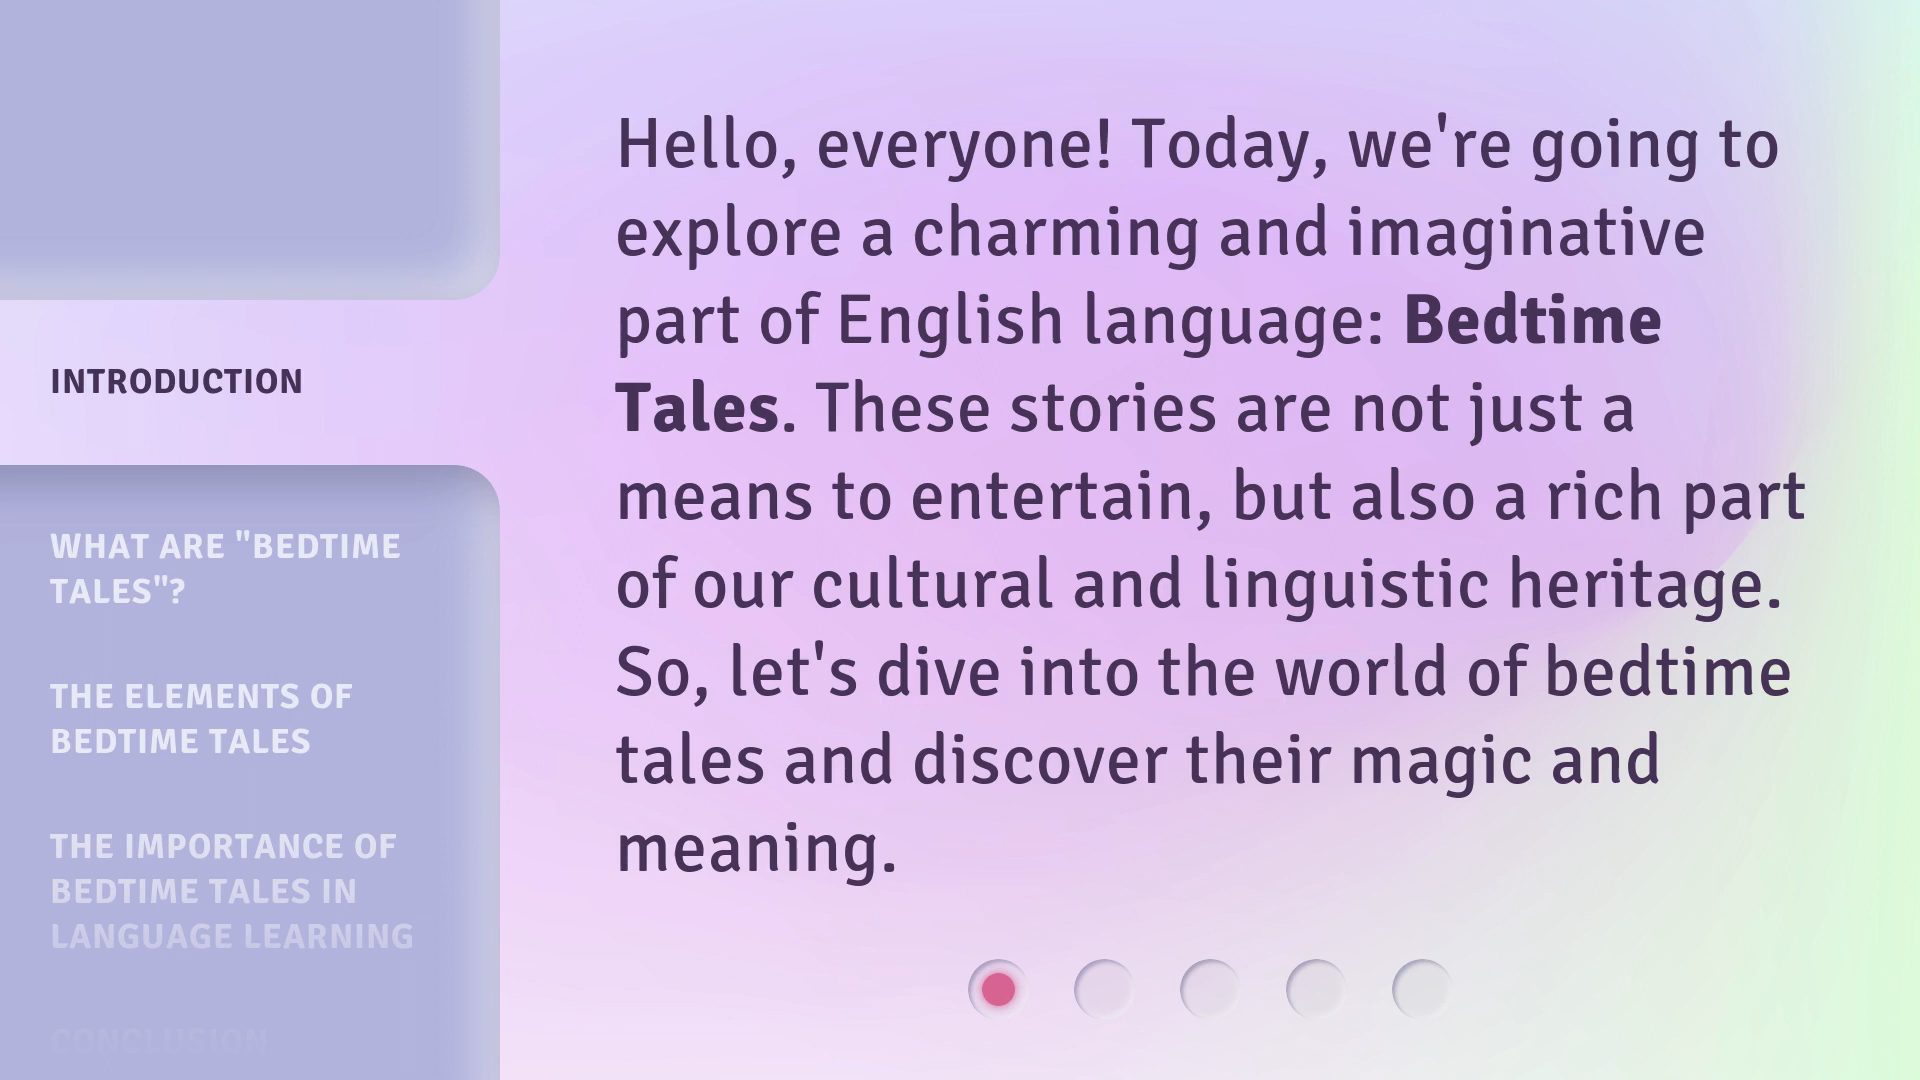 INTRODUCTION
WHAT ARE "BEDTIME
TALES"?
THE ELEMENTS OF
BEDTIME TALES
THE IMPORTANCE OF
BEDTIME TALES IN
LANGUAGE LEARNING
CONCLUSION
Hello, everyone! Today, we're going to
explore a charming and imaginative
part of English language: Bedtime
Tales. These stories are not just a
means to entertain, but also a rich part
of our cultural and linguistic heritage.
So, let's dive into the world of bedtime
tales and discover their magic and
meaning.